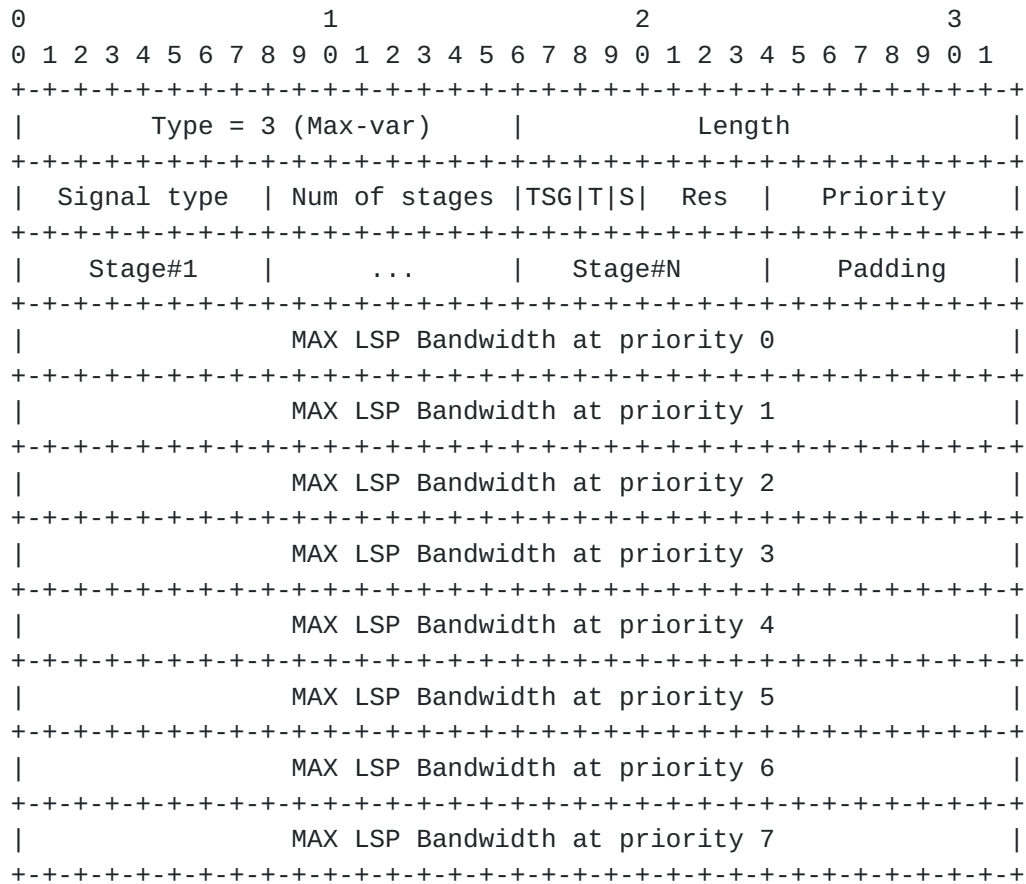 0                   1                   2                   3
0 1 2 3 4 5 6 7 8 9 0 1 2 3 4 5 6 7 8 9 0 1 2 3 4 5 6 7 8 9 0 1
+-+-+-+-+-+-+-+-+-+-+-+-+-+-+-+-+-+-+-+-+-+-+-+-+-+-+-+-+-+-+-+-+
|        Type = 3 (Max-var)     |           Length              |
+-+-+-+-+-+-+-+-+-+-+-+-+-+-+-+-+-+-+-+-+-+-+-+-+-+-+-+-+-+-+-+-+
|  Signal type  | Num of stages |TSG|T|S|  Res  |   Priority    |
+-+-+-+-+-+-+-+-+-+-+-+-+-+-+-+-+-+-+-+-+-+-+-+-+-+-+-+-+-+-+-+-+
|    Stage#1    |      ...      |   Stage#N     |    Padding    |
+-+-+-+-+-+-+-+-+-+-+-+-+-+-+-+-+-+-+-+-+-+-+-+-+-+-+-+-+-+-+-+-+
|                 MAX LSP Bandwidth at priority 0               |
+-+-+-+-+-+-+-+-+-+-+-+-+-+-+-+-+-+-+-+-+-+-+-+-+-+-+-+-+-+-+-+-+
|                 MAX LSP Bandwidth at priority 1               |
+-+-+-+-+-+-+-+-+-+-+-+-+-+-+-+-+-+-+-+-+-+-+-+-+-+-+-+-+-+-+-+-+
|                 MAX LSP Bandwidth at priority 2               |
+-+-+-+-+-+-+-+-+-+-+-+-+-+-+-+-+-+-+-+-+-+-+-+-+-+-+-+-+-+-+-+-+
|                 MAX LSP Bandwidth at priority 3               |
+-+-+-+-+-+-+-+-+-+-+-+-+-+-+-+-+-+-+-+-+-+-+-+-+-+-+-+-+-+-+-+-+
|                 MAX LSP Bandwidth at priority 4               |
+-+-+-+-+-+-+-+-+-+-+-+-+-+-+-+-+-+-+-+-+-+-+-+-+-+-+-+-+-+-+-+-+
|                 MAX LSP Bandwidth at priority 5               |
+-+-+-+-+-+-+-+-+-+-+-+-+-+-+-+-+-+-+-+-+-+-+-+-+-+-+-+-+-+-+-+-+
|                 MAX LSP Bandwidth at priority 6               |
+-+-+-+-+-+-+-+-+-+-+-+-+-+-+-+-+-+-+-+-+-+-+-+-+-+-+-+-+-+-+-+-+
|                 MAX LSP Bandwidth at priority 7               |
+-+-+-+-+-+-+-+-+-+-+-+-+-+-+-+-+-+-+-+-+-+-+-+-+-+-+-+-+-+-+-+-+